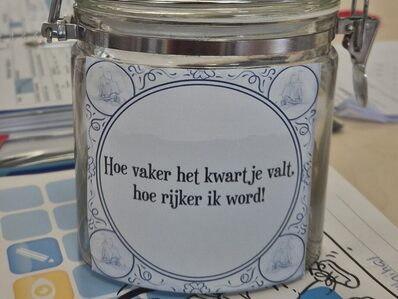 Hoe vaker het kwartje valt,
hoe rijker ik word!